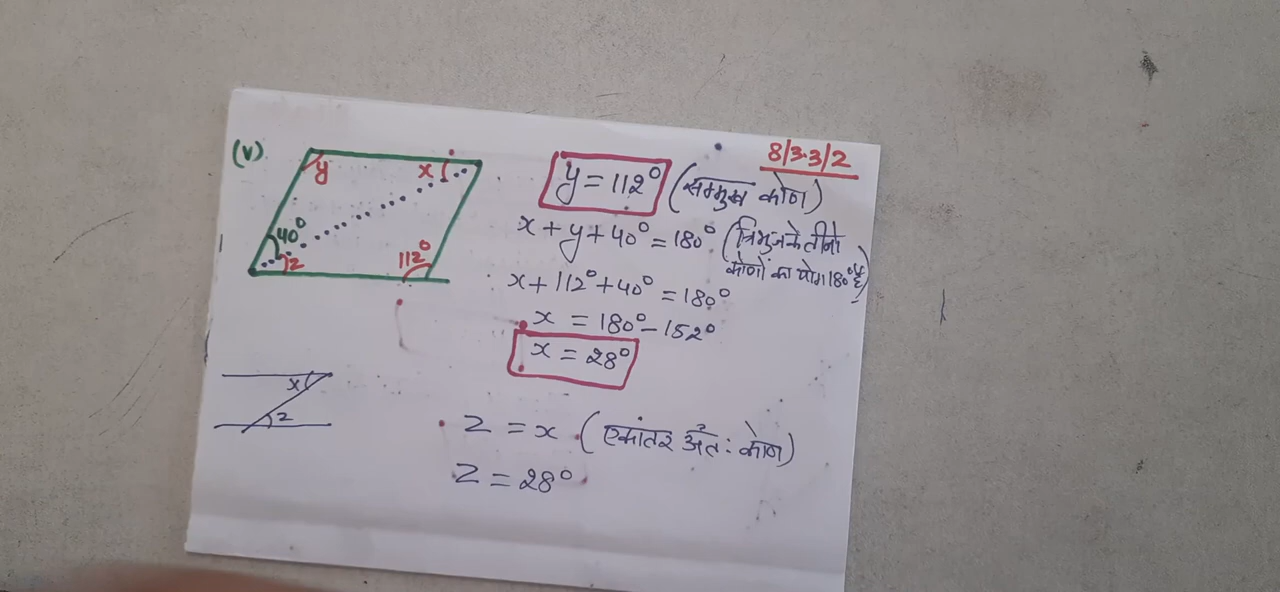 8/3.3/2
(v)
y
x
40°
z
112°
y = 112° (सम्मुख कोण)
x + y + 40° = 180° (त्रिभुज के तीनो
कोणों का योग 180° है)
x + 112° + 40° = 180°
x = 180° - 152°
x = 28°
x
z
z = x (एकांतर अंत: कोण)
z = 28°